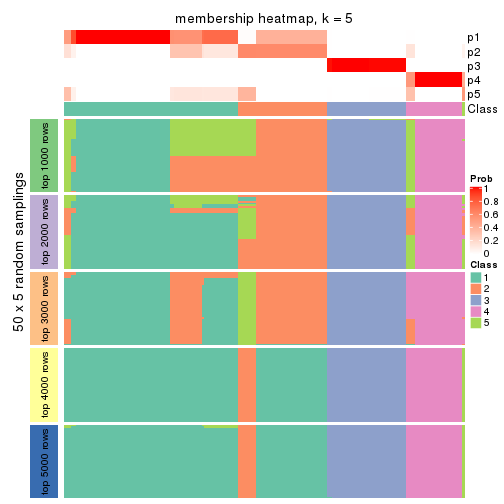 membership heatmap, k = 5
p1
p2
p3
p4
p5
Class
50 x 5 random samplings
top 1000 rows
top 2000 rows
top 3000 rows
top 4000 rows
top 5000 rows
Prob
1
0.8
0.6
0.4
0.2
0
Class
1
2
3
4
5